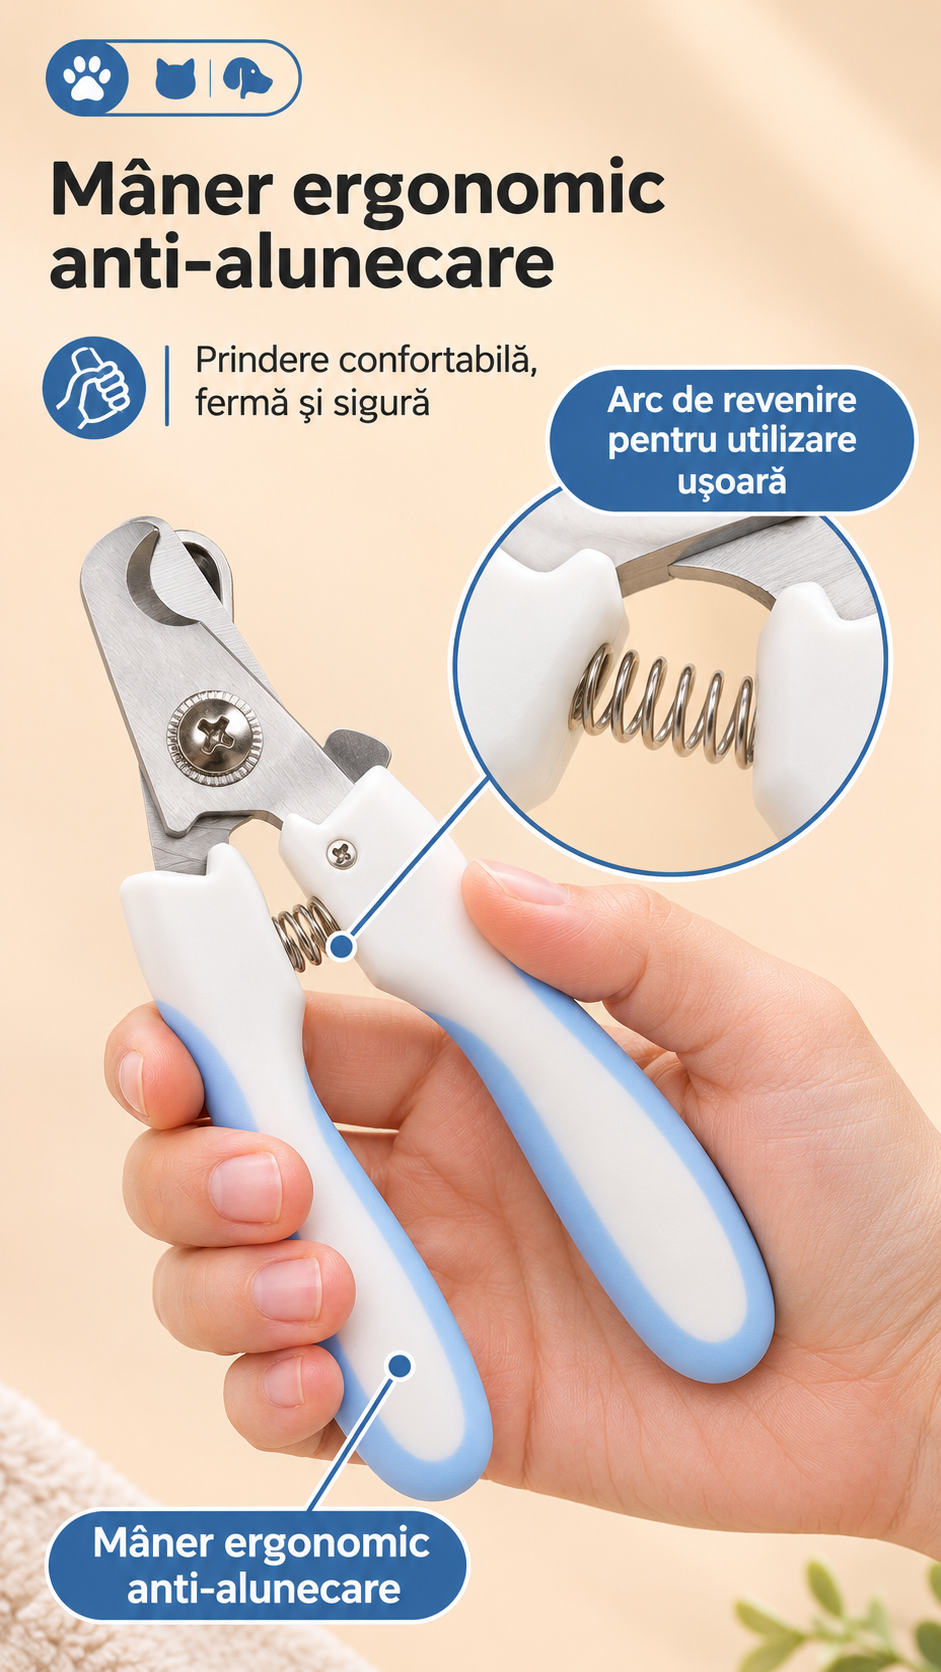 Mâner ergonomic
anti-alunecare
Prindere confortabilă,
fermă şi sigură
Arc de revenire
pentru utilizare
uşoară
Mâner ergonomic
anti-alunecare